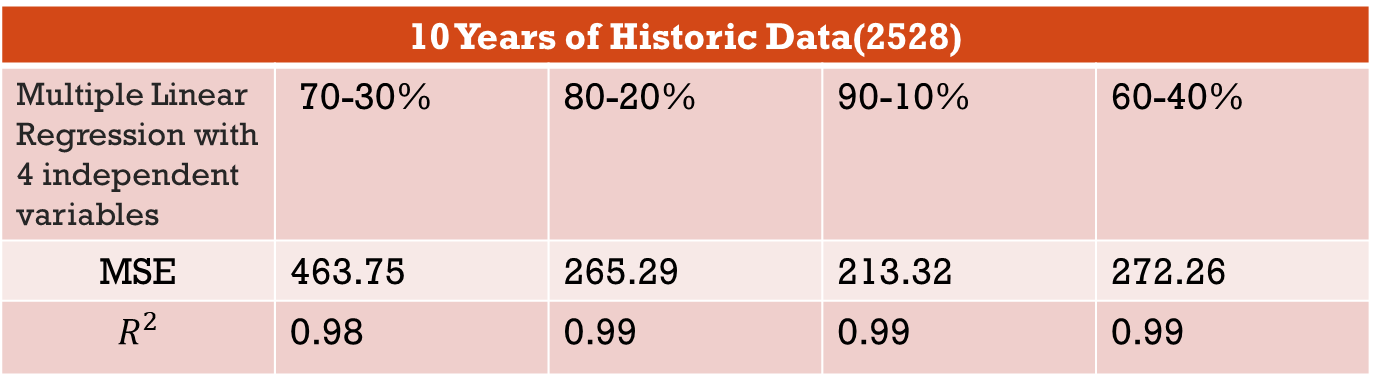 10 Years of Historic Data(2528)
Multiple Linear
Regression with
4 independent
variables
70-30%
80-20%
90-10%
60-40%
MSE
463.75
265.29
213.32
272.26
R²
0.98
0.99
0.99
0.99